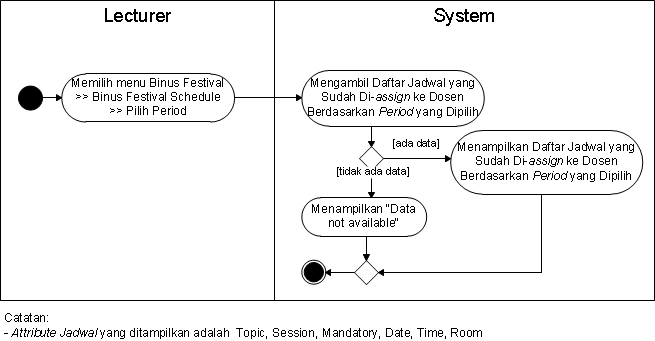 Lecturer
System
Memilih menu Binus Festival
>> Binus Festival Schedule
>> Pilih Period
Mengambil Daftar Jadwal yang
Sudah Di-assign ke Dosen
Berdasarkan Period yang Dipilih
[ada data]
[tidak ada data]
Menampilkan Daftar Jadwal yang
Sudah Di-assign ke Dosen
Berdasarkan Period yang Dipilih
Menampilkan "Data
not available"
Catatan:
- Attribute Jadwal yang ditampilkan adalah Topic, Session, Mandatory, Date, Time, Room